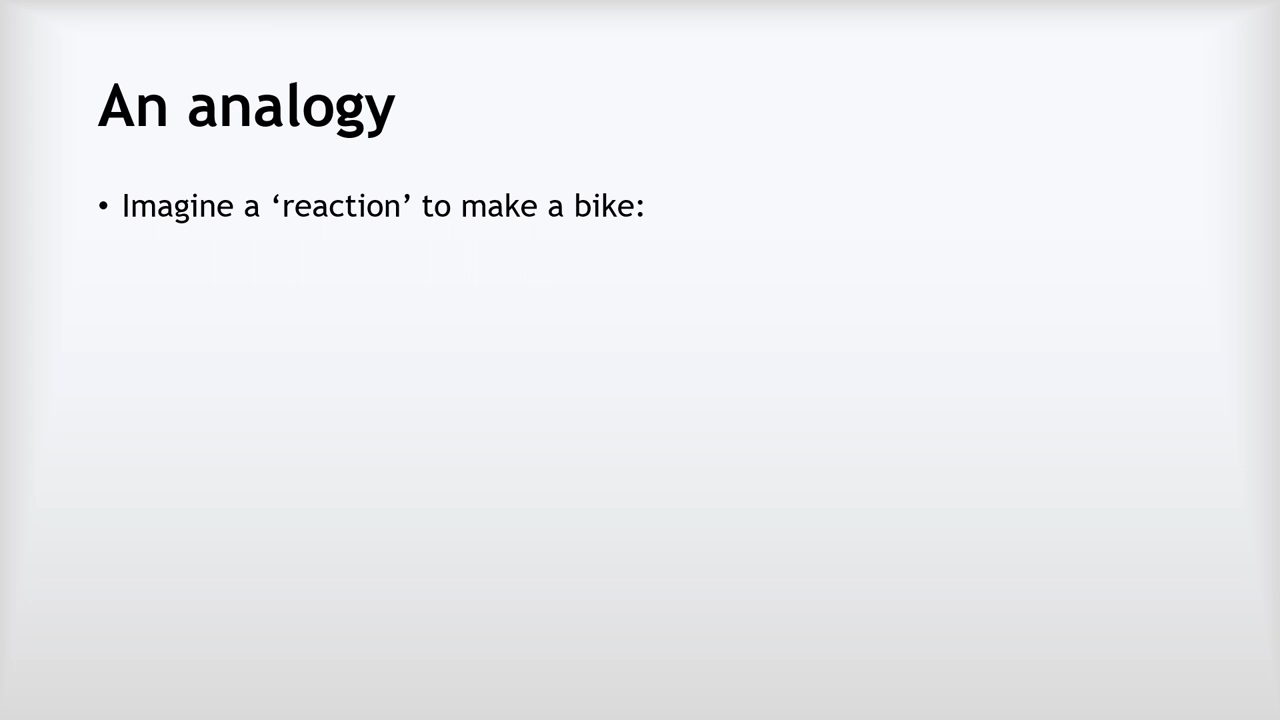 An analogy
• Imagine a ‘reaction’ to make a bike: